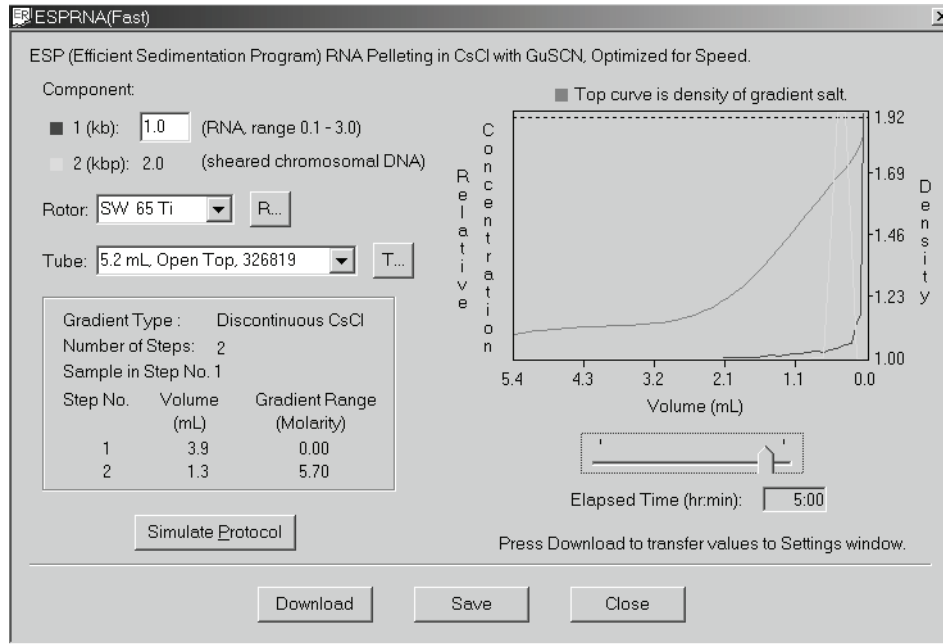 ESPRNA(Fast)
ESP (Efficient Sedimentation Program) RNA Pelleting in CsCl with GuSCN, Optimized for Speed.
Component:
1 (kb): 1.0 (RNA, range 0.1 - 3.0)
2 (kbp): 2.0 (sheared chromosomal DNA)
Rotor: SW 65 Ti R...
Tube: 5.2 mL, Open Top, 326819 T...
Gradient Type : Discontinuous CsCl
Number of Steps: 2
Sample in Step No. 1
Step No. Volume Gradient Range
(mL) (Molarity)
1 3.9 0.00
2 1.3 5.70
Simulate Protocol
Top curve is density of gradient salt.
Relative
Concentration
1.92
1.69
1.46
1.23
1.00
Density
5.4 4.3 3.2 2.1 1.1 0.0
Volume (mL)
Elapsed Time (hr:min): 5:00
Press Download to transfer values to Settings window.
Download Save Close